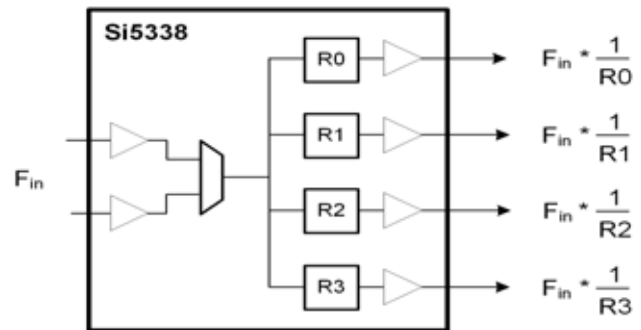 Si5338
F_in
R0
R1
R2
R3
F_in * 1/R0
F_in * 1/R1
F_in * 1/R2
F_in * 1/R3